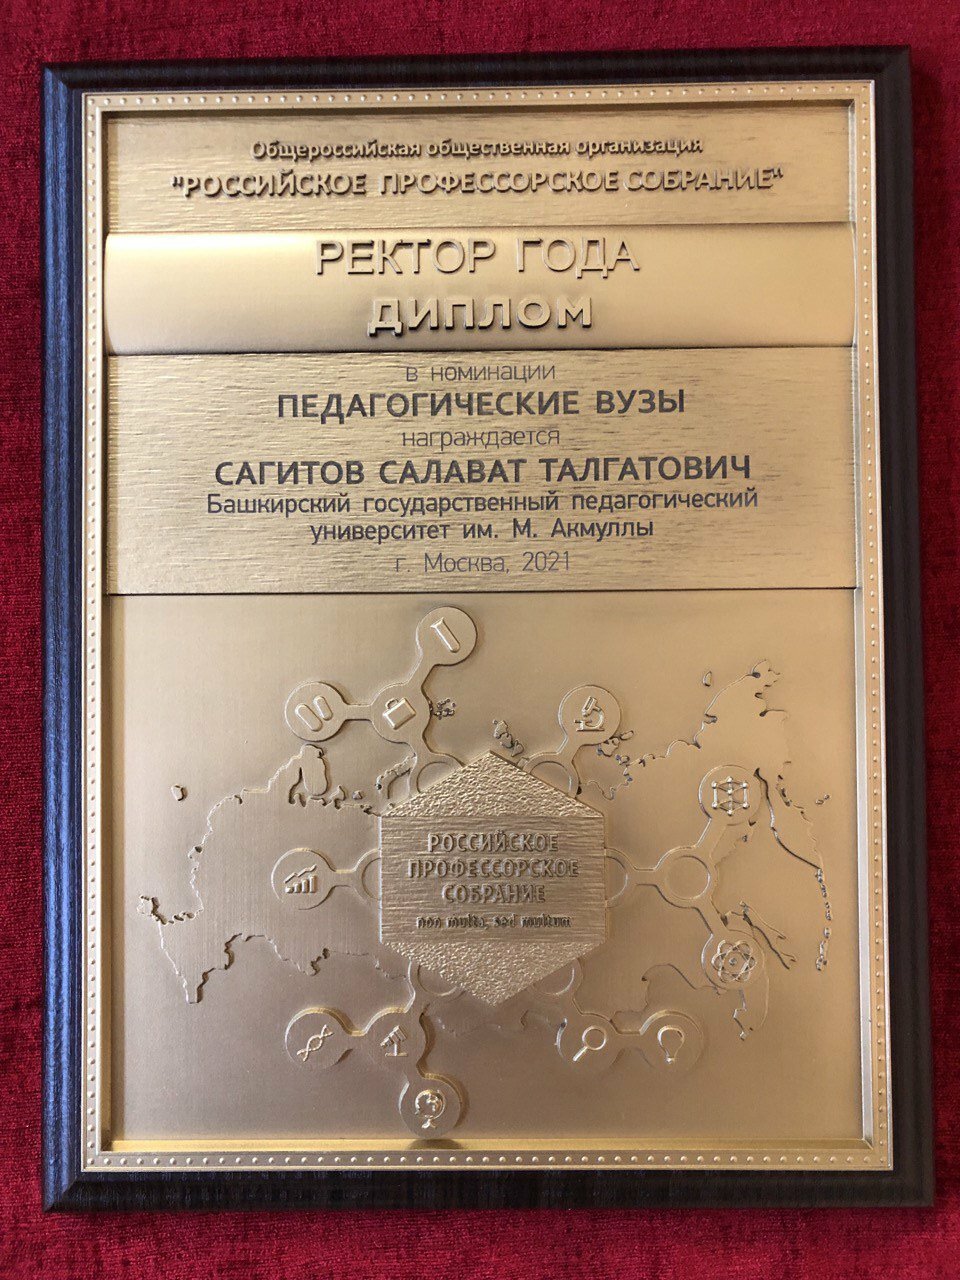 Общероссийская общественная организация
"РОССИЙСКОЕ ПРОФЕССОРСКОЕ СОБРАНИЕ"
РЕКТОР ГОДА
ДИПЛОМ
в номинации
ПЕДАГОГИЧЕСКИЕ ВУЗЫ
награждается
САГИТОВ САЛАВАТ ТАЛГАТОВИЧ
Башкирский государственный педагогический
университет им. М. Акмуллы
г. Москва, 2021
РОССИЙСКОЕ
ПРОФЕССОРСКОЕ
СОБРАНИЕ
non multa, sed multum